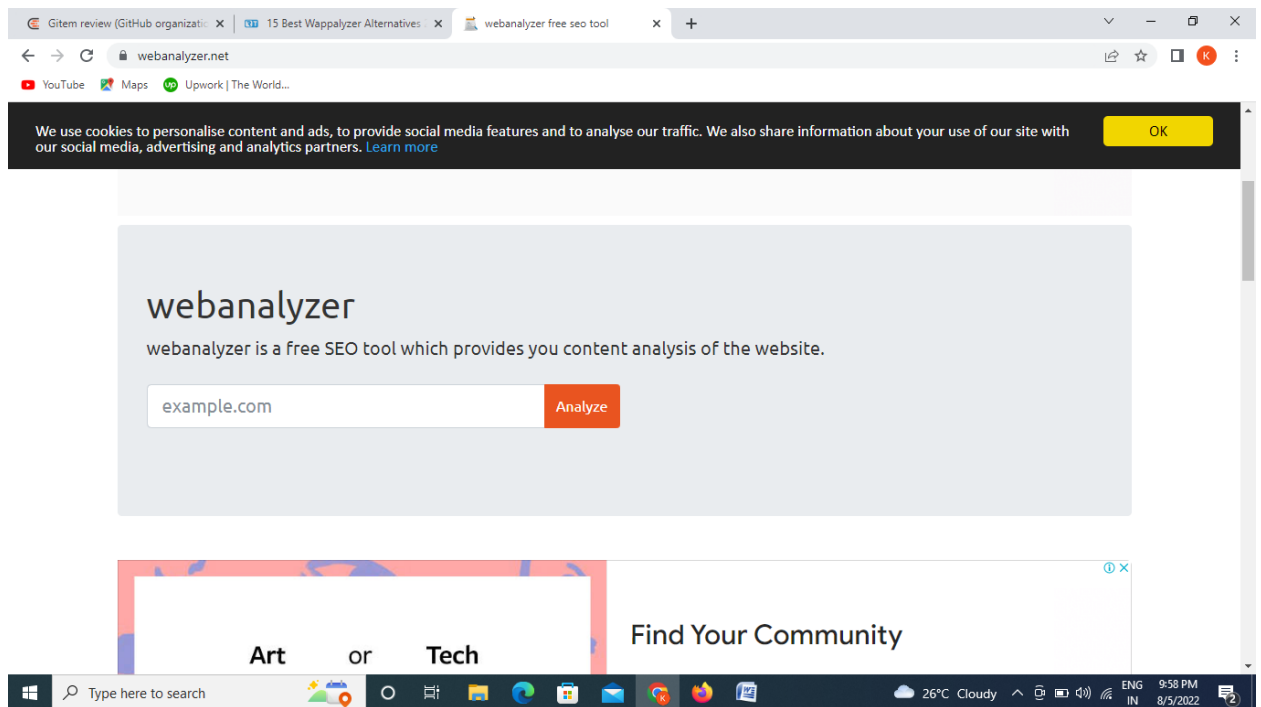 Gitem review (GitHub organizatic
15 Best Wappalyzer Alternatives
webanalyzer free seo tool
webanalyzer.net
K
YouTube
Maps
up Upwork | The World...
We use cookies to personalise content and ads, to provide social media features and to analyse our traffic. We also share information about your use of our site with
our social media, advertising and analytics partners. Learn more
OK
webanalyzer
webanalyzer is a free SEO tool which provides you content analysis of the website.
example.com
Analyze
Art or Tech
Find Your Community
Type here to search
26°C Cloudy
ENG
IN
9:58 PM
8/5/2022
2